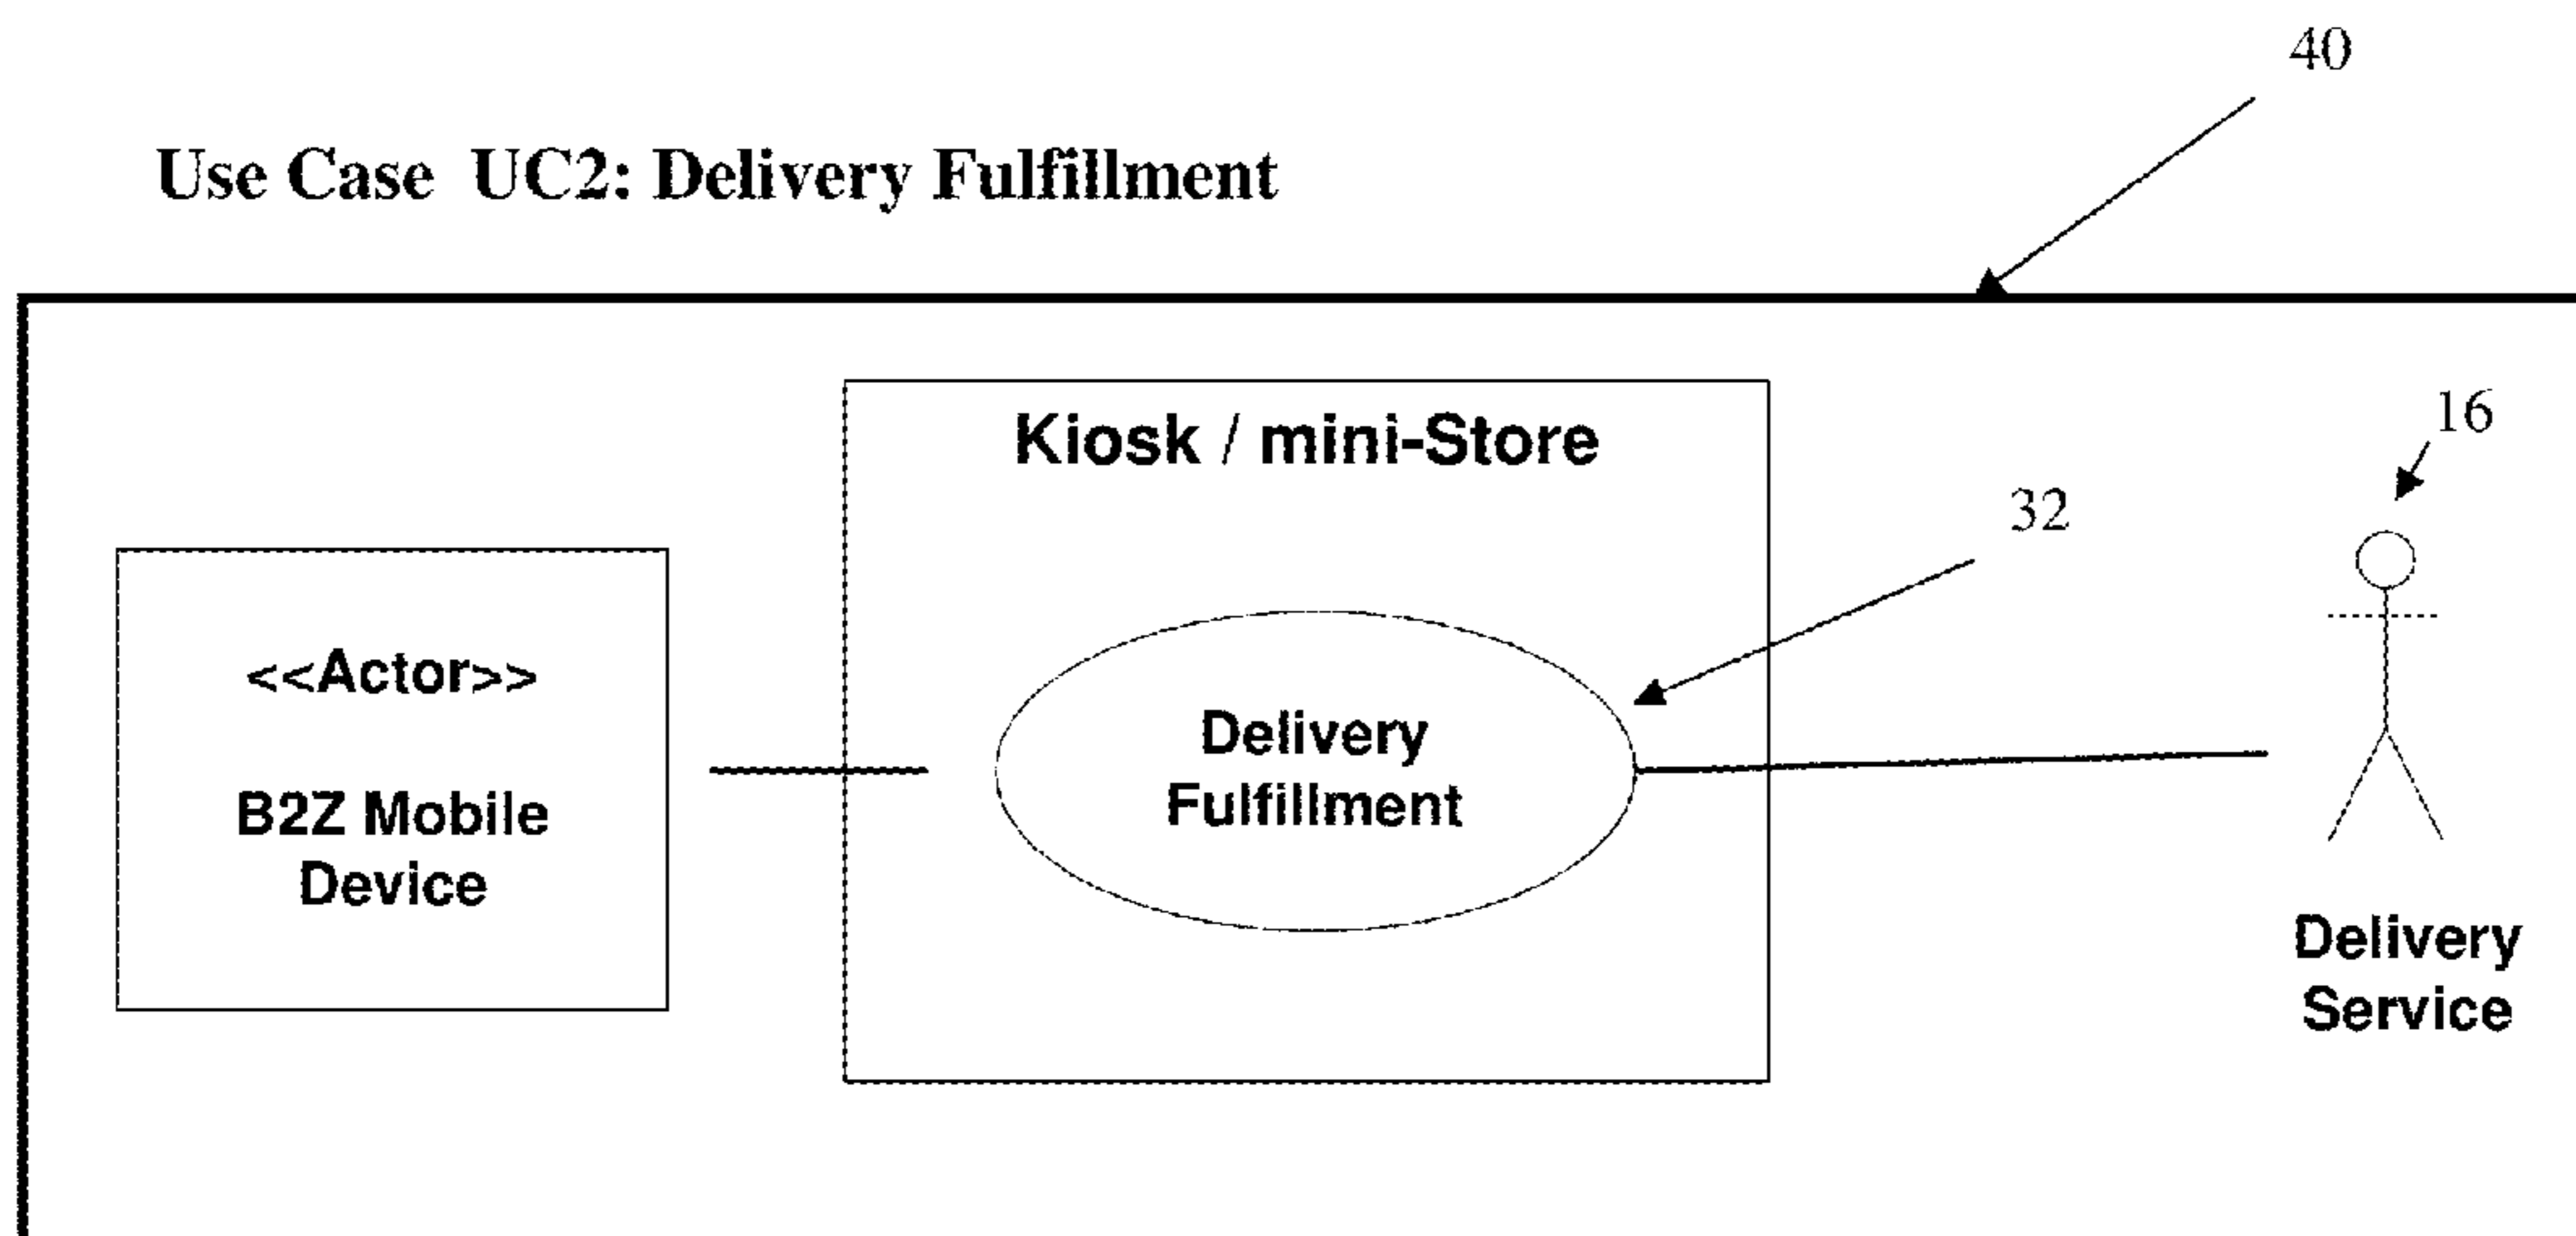 40
Use Case UC2: Delivery Fulfillment
Kiosk / mini-Store
16
32
<<Actor>>
B2Z Mobile
Device
Delivery
Fulfillment
Delivery
Service